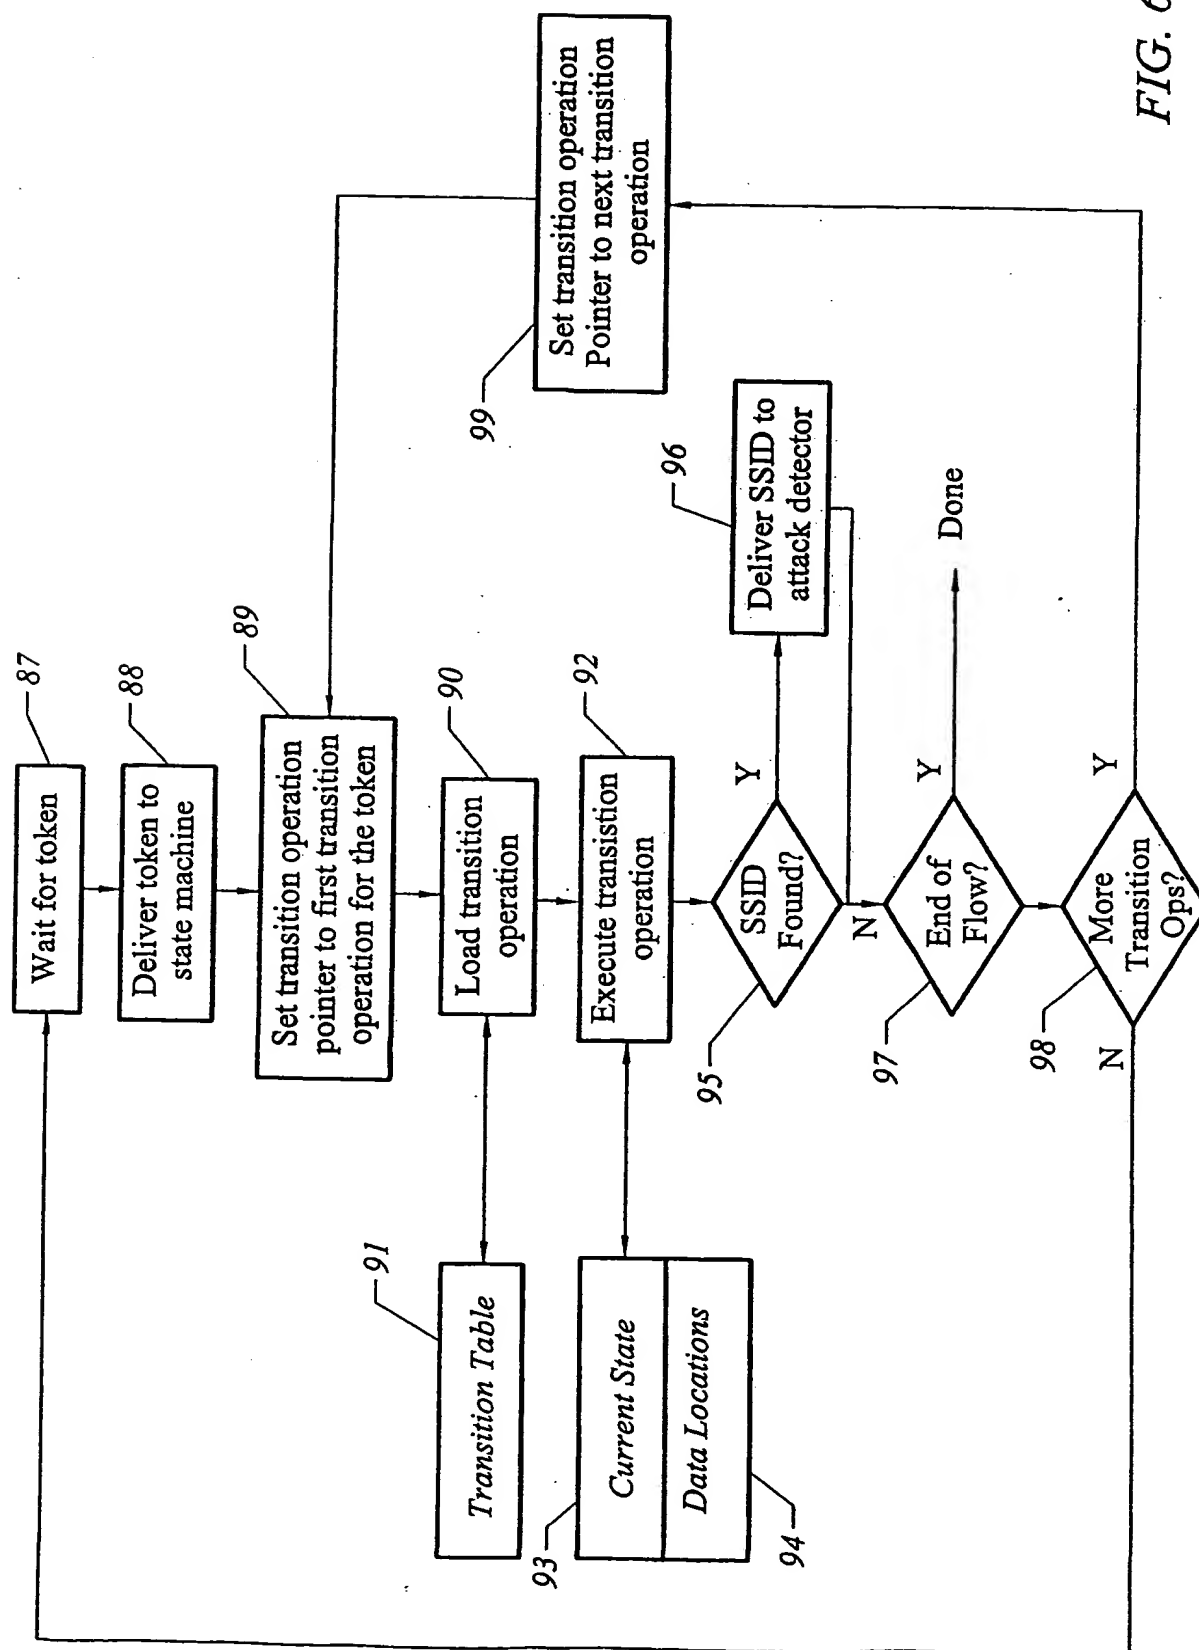 Wait for token
87
Deliver token to
state machine
88
Set transition operation
pointer to first transition
operation for the token
89
Load transition
operation
90
Transition Table
91
Execute transistion
operation
92
Current State
93
Data Locations
94
SSID
Found?
95
Y
N
Deliver SSID to
attack detector
96
End of
Flow?
97
Y
Done
More
Transition
Ops?
98
Y
N
Set transition operation
Pointer to next transition
operation
99
FIG. 6